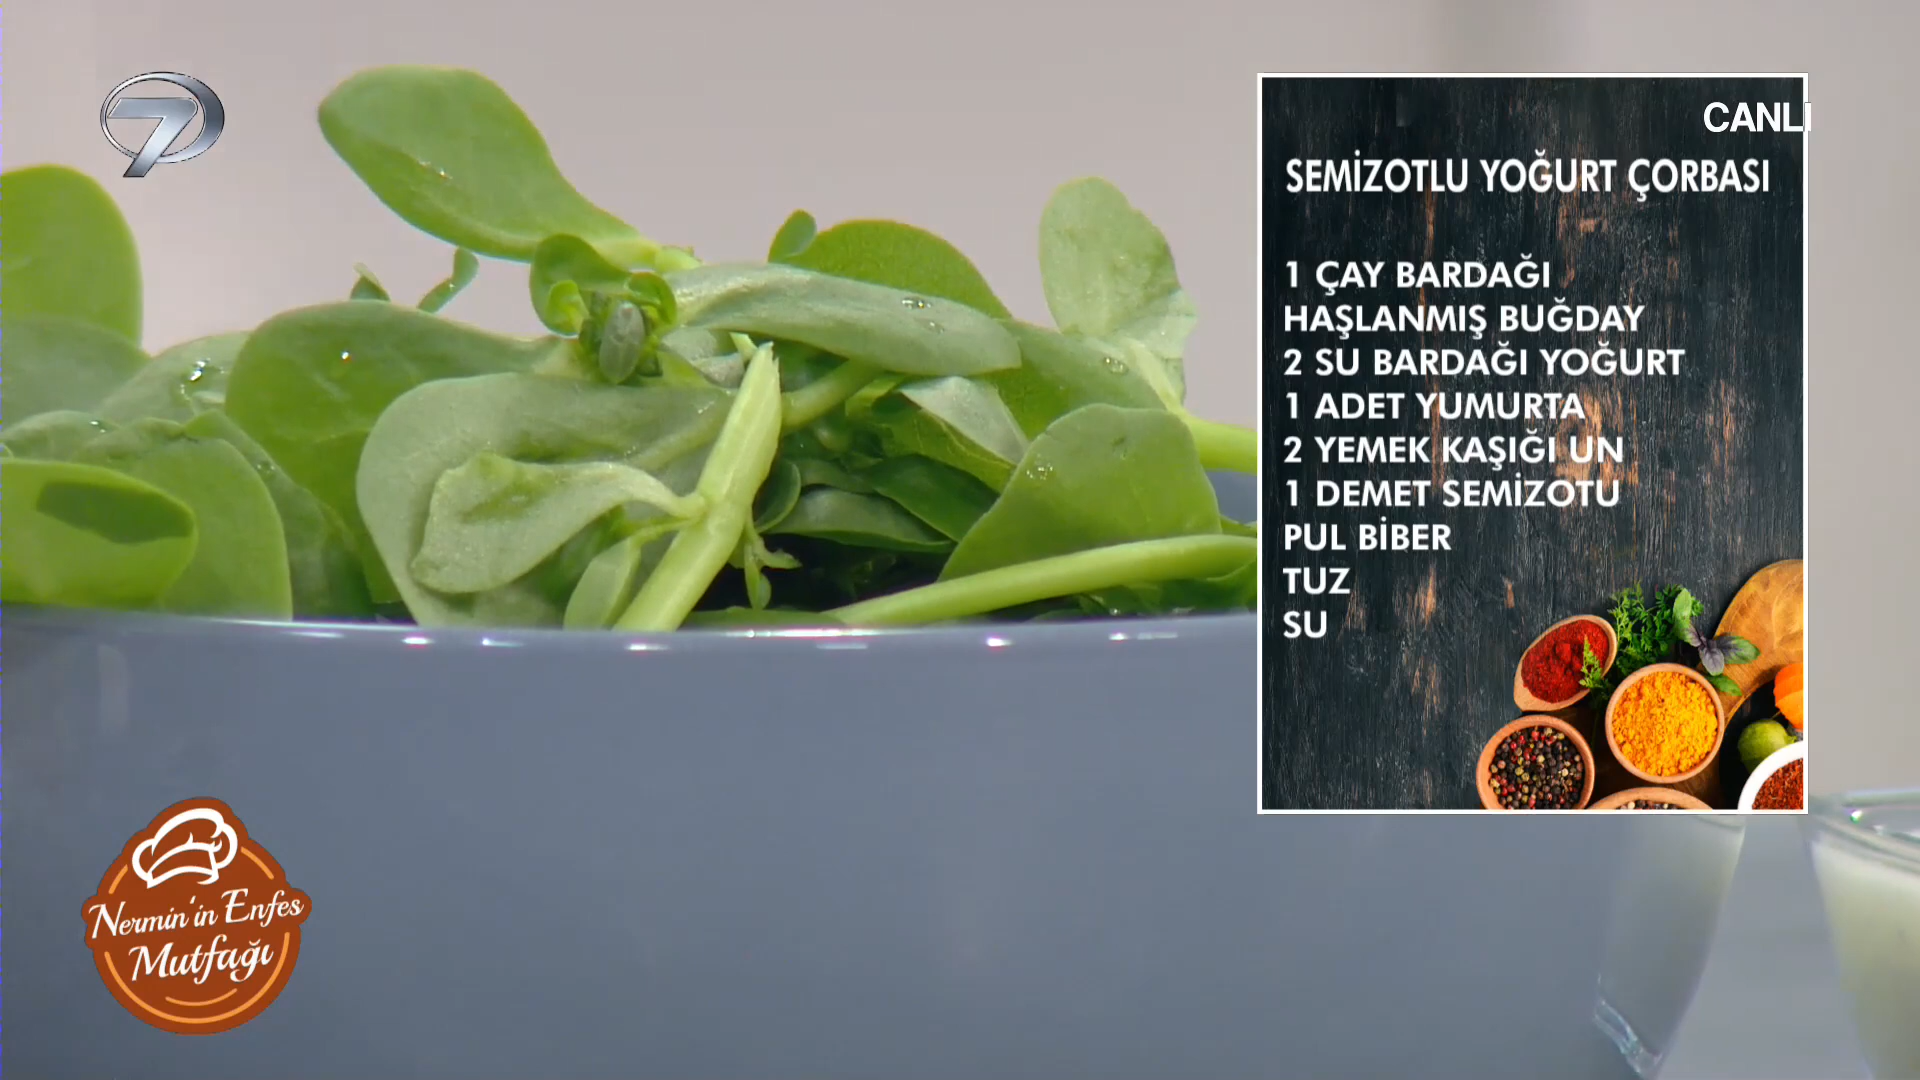 7
CANLI
SEMİZOTLU YOĞURT ÇORBASI
1 ÇAY BARDAĞI
HAŞLANMIŞ BUĞDAY
2 SU BARDAĞI YOĞURT
1 ADET YUMURTA
2 YEMEK KAŞIĞI UN
1 DEMET SEMİZOTU
PUL BİBER
TUZ
SU
Nermin'in Enfes
Mutfağı